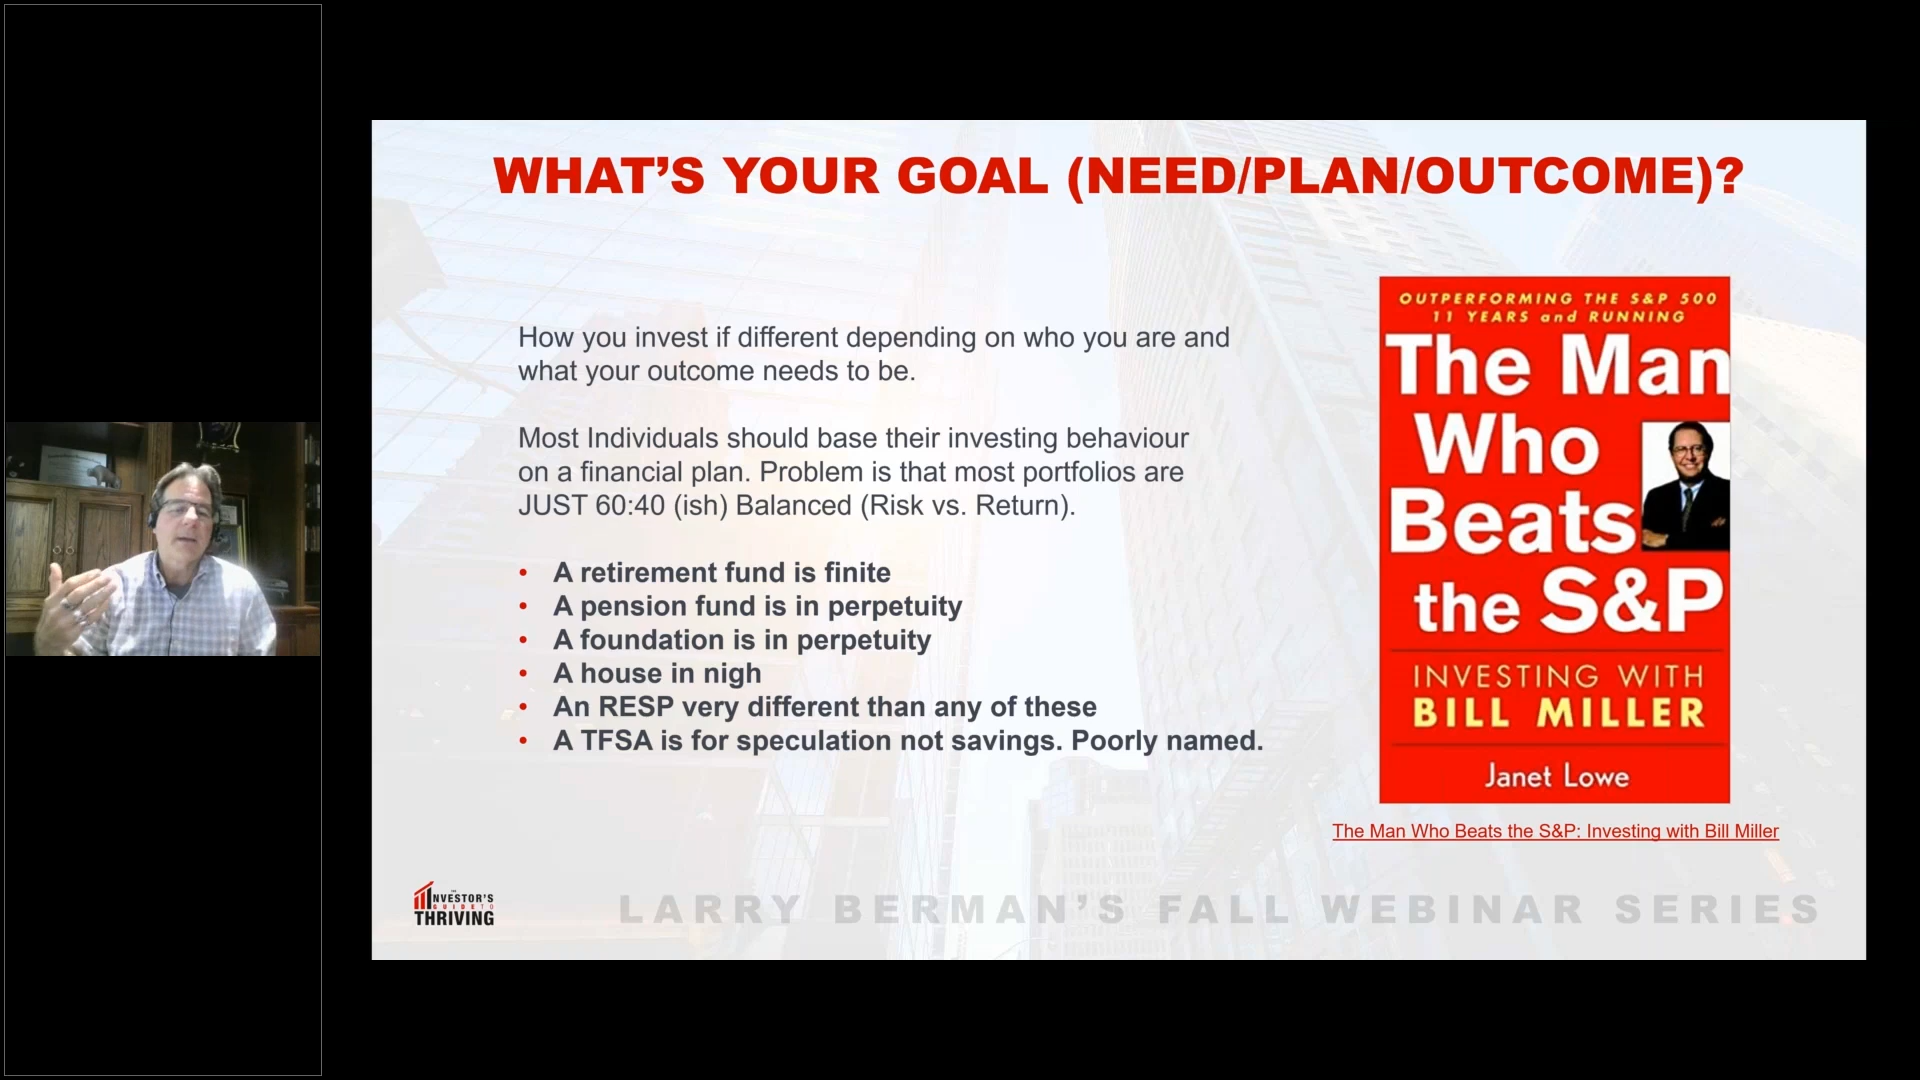 WHAT'S YOUR GOAL (NEED/PLAN/OUTCOME)?
How you invest if different depending on who you are and
what your outcome needs to be.
Most Individuals should base their investing behaviour
on a financial plan. Problem is that most portfolios are
JUST 60:40 (ish) Balanced (Risk vs. Return).
• A retirement fund is finite
• A pension fund is in perpetuity
• A foundation is in perpetuity
• A house in nigh
• An RESP very different than any of these
• A TFSA is for speculation not savings. Poorly named.
OUTPERFORMING THE S&P 500
11 YEARS and RUNNING
The Man
Who
Beats
the S&P
INVESTING WITH
BILL MILLER
Janet Lowe
The Man Who Beats the S&P: Investing with Bill Miller
THE
INVESTOR'S
GUIDE TO
THRIVING
LARRY BERMAN'S FALL WEBINAR SERIES